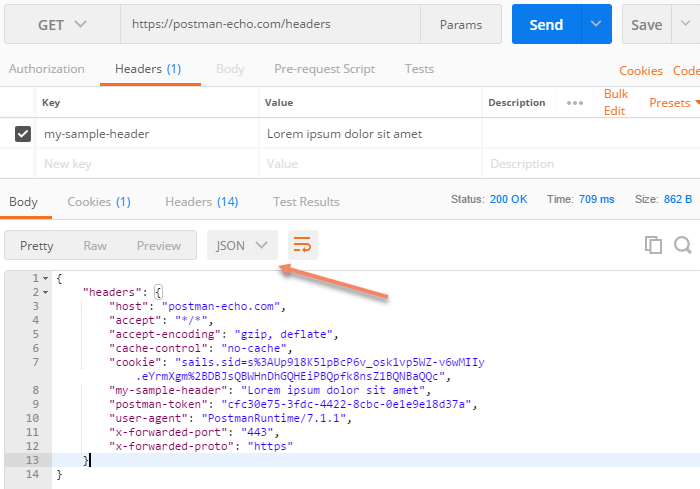 GET https://postman-echo.com/headers Params Send Save
Authorization Headers (1) Body Pre-request Script Tests Cookies Code
Key Value Description ••• Bulk Edit Presets
my-sample-header Lorem ipsum dolor sit amet
New key Value Description
Body Cookies (1) Headers (14) Test Results Status: 200 OK Time: 709 ms Size: 862 B
Pretty Raw Preview JSON
1 {
2 "headers": {
3 "host": "postman-echo.com",
4 "accept": "*/*",
5 "accept-encoding": "gzip, deflate",
6 "cache-control": "no-cache",
7 "cookie": "sails.sid=s%3AUp918K5lpBcP6v_osk1vp5WZ-v6wMIIy
.eYrmXgm%2BDBJsQBWHnDhGQHEiPBQpfk8nsZ1BQNBaQQc",
8 "my-sample-header": "Lorem ipsum dolor sit amet",
9 "postman-token": "cfc30e75-3fdc-4422-8cbc-0e1e9e18d37a",
10 "user-agent": "PostmanRuntime/7.1.1",
11 "x-forwarded-port": "443",
12 "x-forwarded-proto": "https"
13 }
14 }